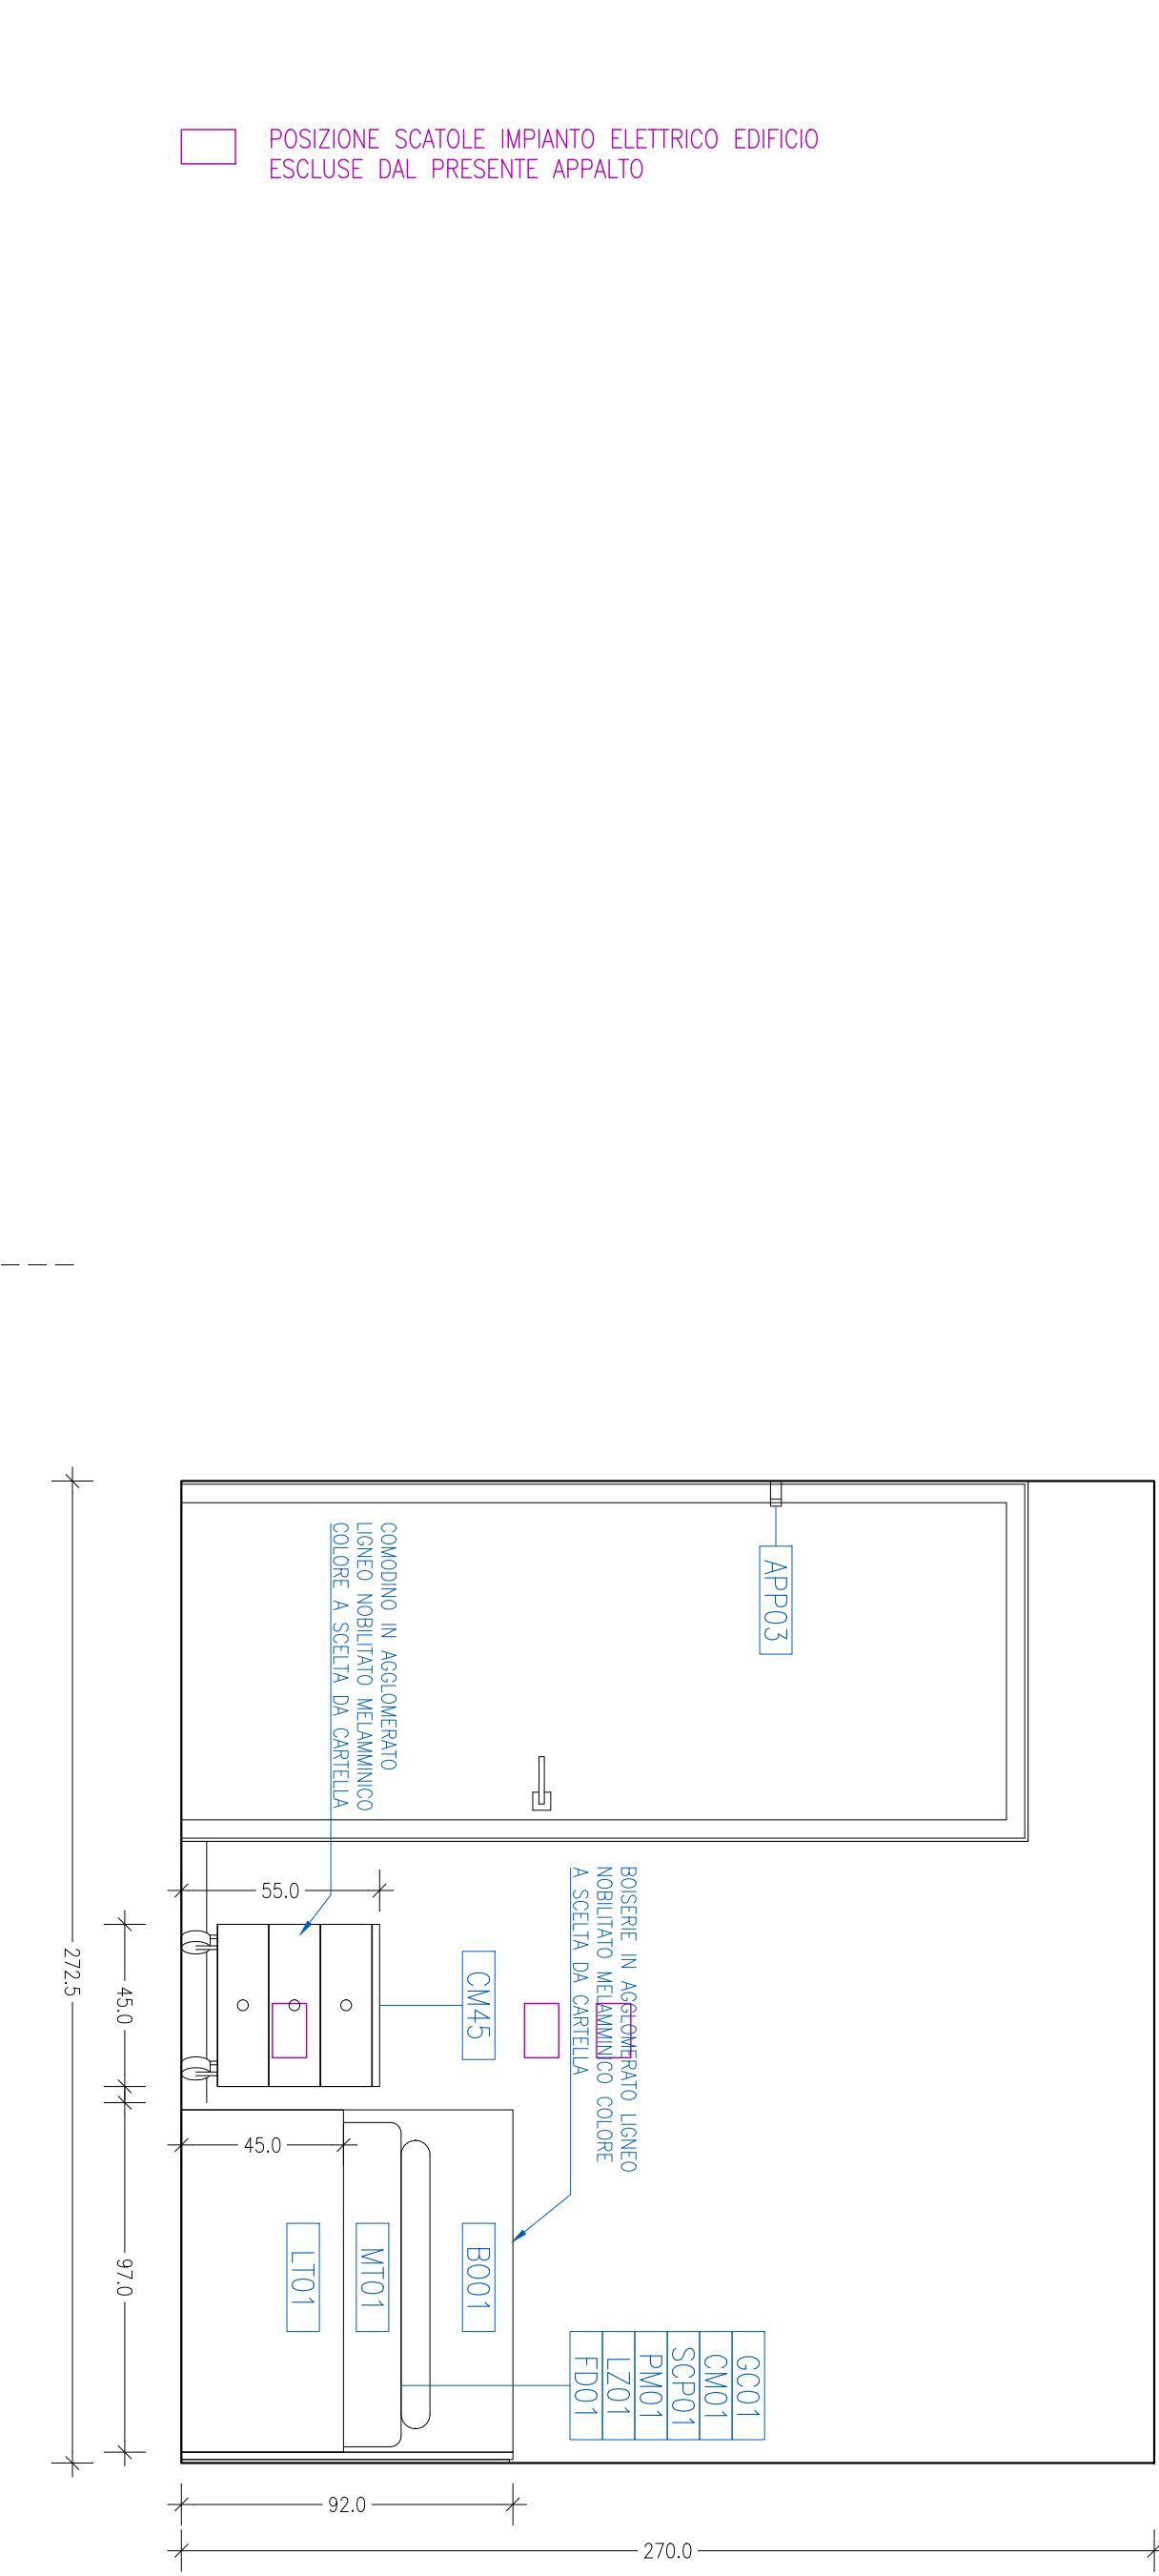 POSIZIONE SCATOLE IMPIANTO ELETTRICO EDIFICIO
ESCLUSE DAL PRESENTE APPALTO
APP03
COMODINO IN AGGLOMERATO
LIGNEO NOBILITATO MELAMMINICO
COLORE A SCELTA DA CARTELLA
BOISERIE IN AGGLOMERATO LIGNEO
NOBILITATO MELAMMINICO COLORE
A SCELTA DA CARTELLA
55.0
CM45
272.5
45.0
45.0
97.0
LT01
MT01
BO01
GC01
CM01
SCP01
PM01
LZ01
FD01
92.0
270.0